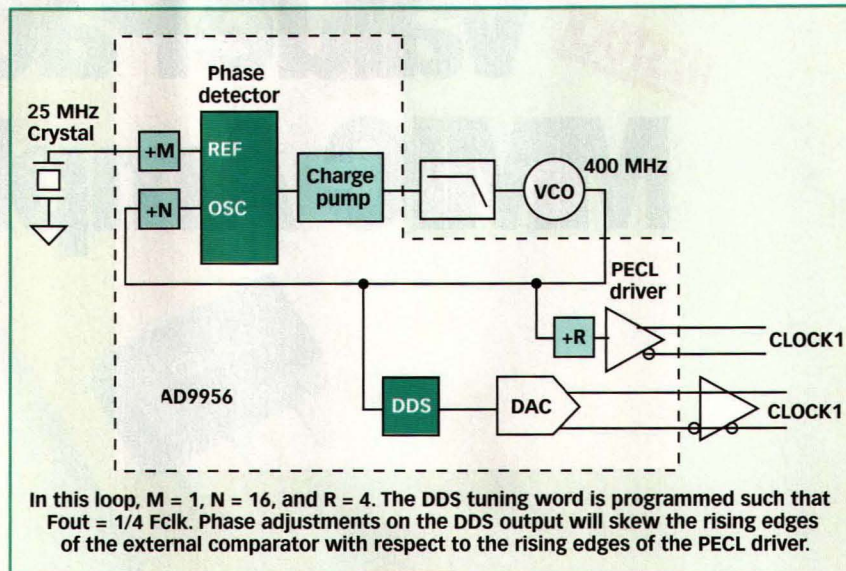 Phase
detector
25 MHz
Crystal
+M
REF
+N
OSC
Charge
pump
VCO
400 MHz
PECL
driver
+R
CLOCK1
AD9956
DDS
DAC
CLOCK1
In this loop, M = 1, N = 16, and R = 4. The DDS tuning word is programmed such that
Fout = 1/4 Fclk. Phase adjustments on the DDS output will skew the rising edges
of the external comparator with respect to the rising edges of the PECL driver.